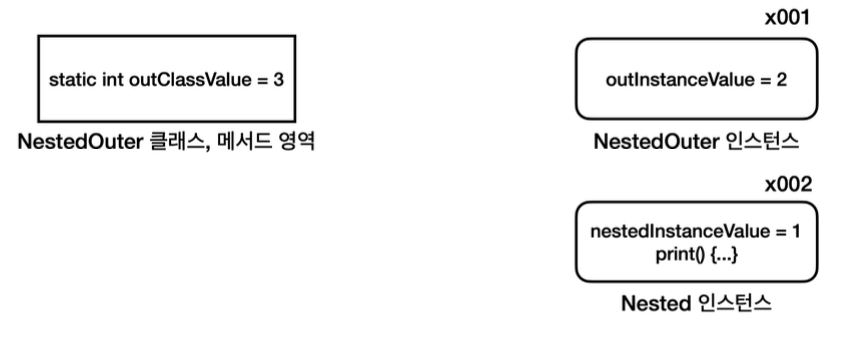 x001
static int outClassValue = 3
outInstanceValue = 2
NestedOuter 클래스, 메서드 영역
NestedOuter 인스턴스
x002
nestedInstanceValue = 1
print() {...}
Nested 인스턴스